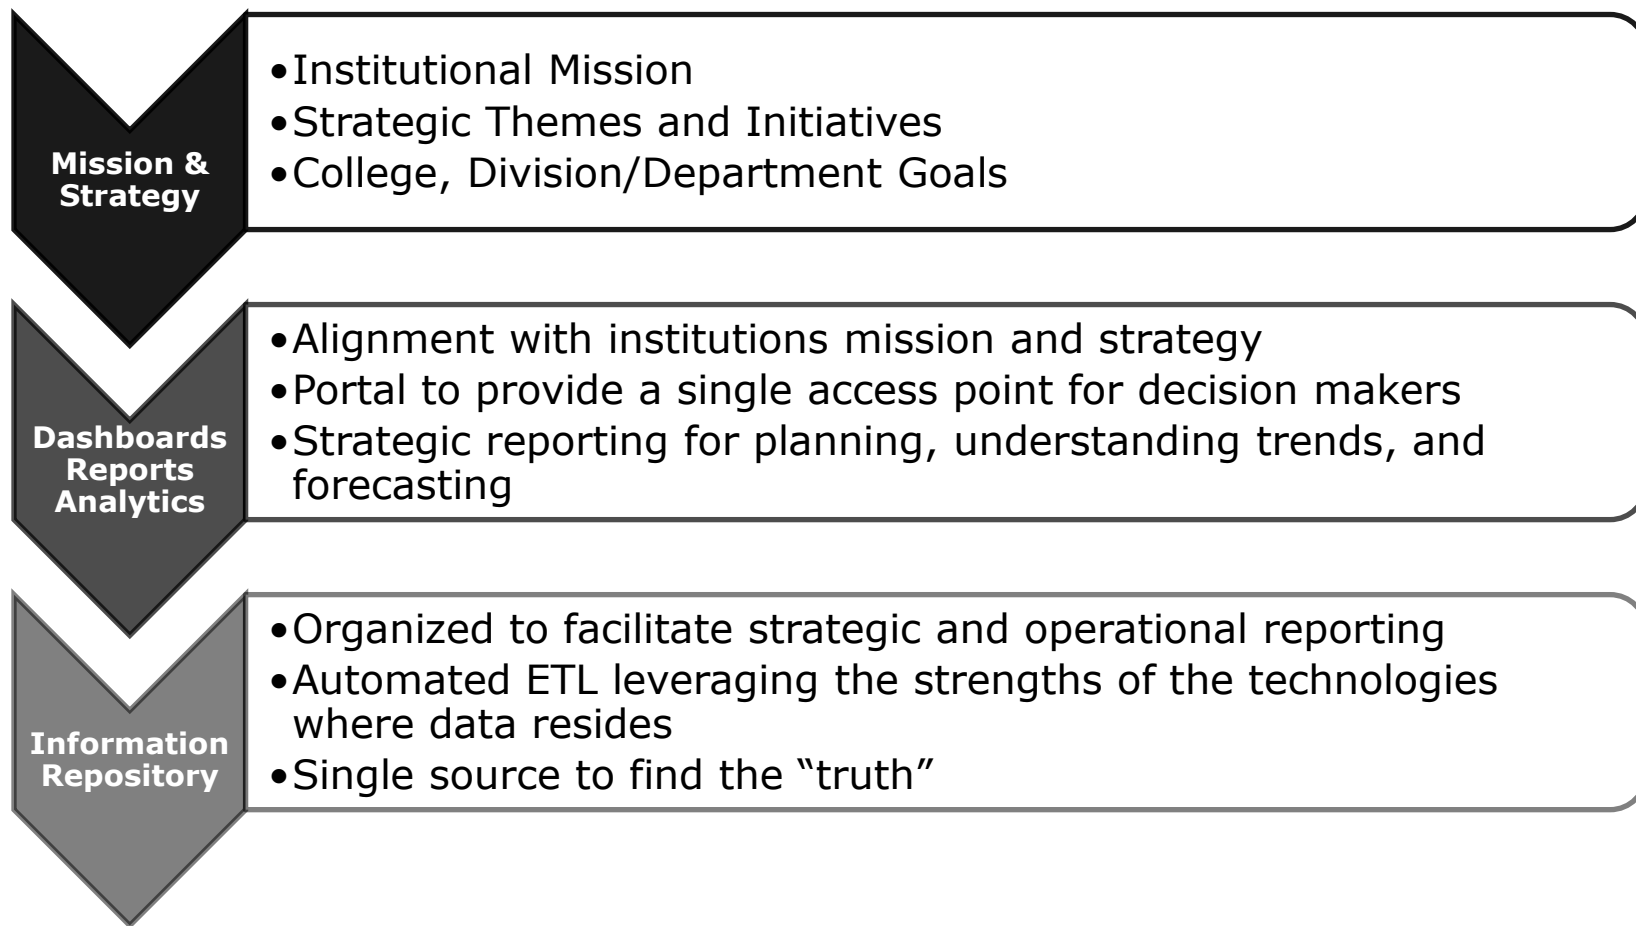 Mission &
Strategy
•Institutional Mission
•Strategic Themes and Initiatives
•College, Division/Department Goals
Dashboards
Reports
Analytics
•Alignment with institutions mission and strategy
•Portal to provide a single access point for decision makers
•Strategic reporting for planning, understanding trends, and
forecasting
Information
Repository
•Organized to facilitate strategic and operational reporting
•Automated ETL leveraging the strengths of the technologies
where data resides
•Single source to find the “truth”